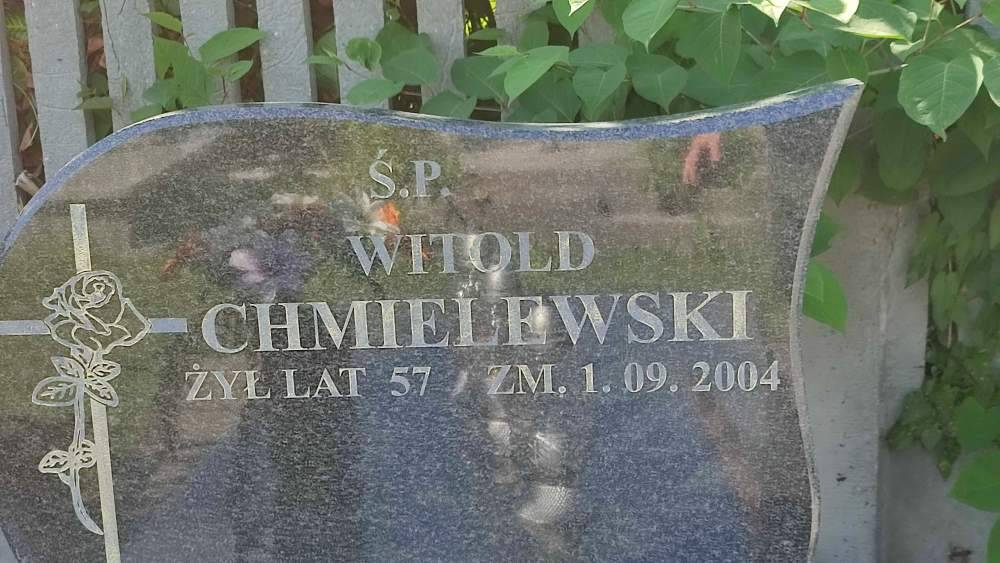 Ś.P.
WITOLD
CHMIELEWSKI
ŻYŁ LAT 57 ZM. 1. 09. 2004